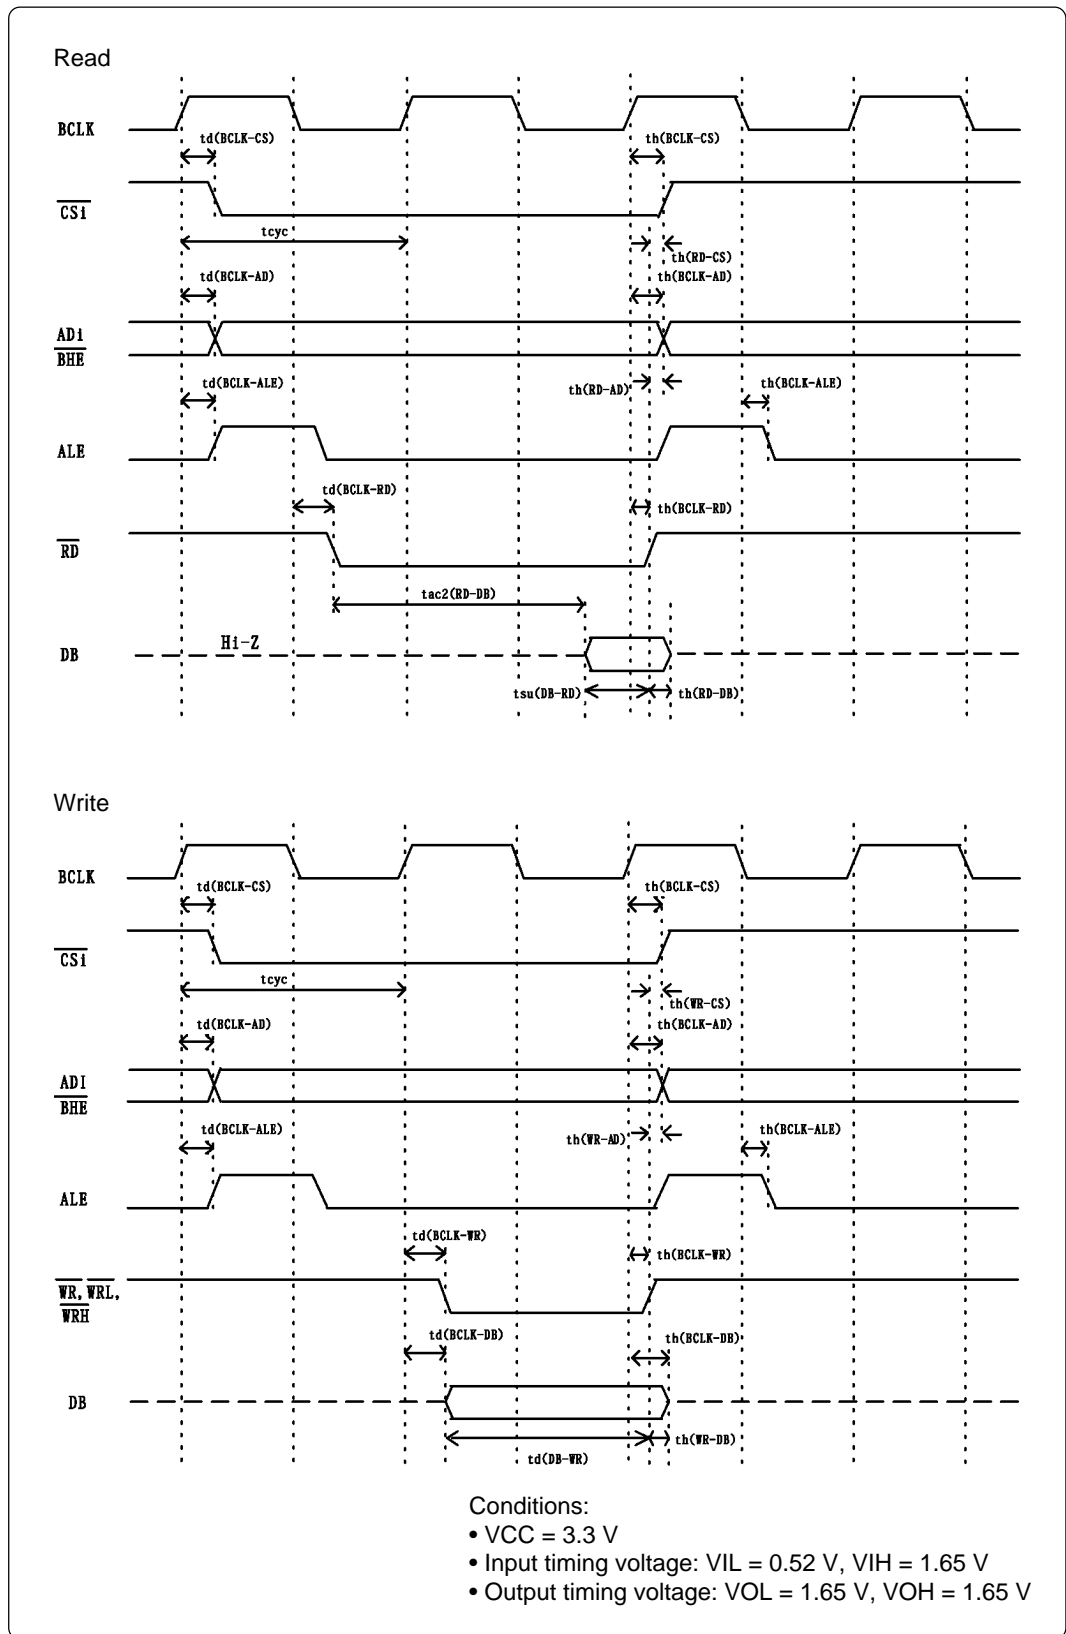 Read
BCLK
td(BCLK-CS)
th(BCLK-CS)
CSi
tcyc
th(RD-CS)
td(BCLK-AD)
th(BCLK-AD)
ADi
BHE
td(BCLK-ALE)
th(RD-AD)
th(BCLK-ALE)
ALE
td(BCLK-RD)
th(BCLK-RD)
RD
tac2(RD-DB)
Hi-Z
DB
tsu(DB-RD)
th(RD-DB)
Write
BCLK
td(BCLK-CS)
th(BCLK-CS)
CSi
tcyc
th(WR-CS)
td(BCLK-AD)
th(BCLK-AD)
ADI
BHE
td(BCLK-ALE)
th(WR-AD)
th(BCLK-ALE)
ALE
td(BCLK-WR)
th(BCLK-WR)
WR, WRL,
WRH
td(BCLK-DB)
th(BCLK-DB)
DB
td(DB-WR)
th(WR-DB)
Conditions:
• VCC = 3.3 V
• Input timing voltage: VIL = 0.52 V, VIH = 1.65 V
• Output timing voltage: VOL = 1.65 V, VOH = 1.65 V